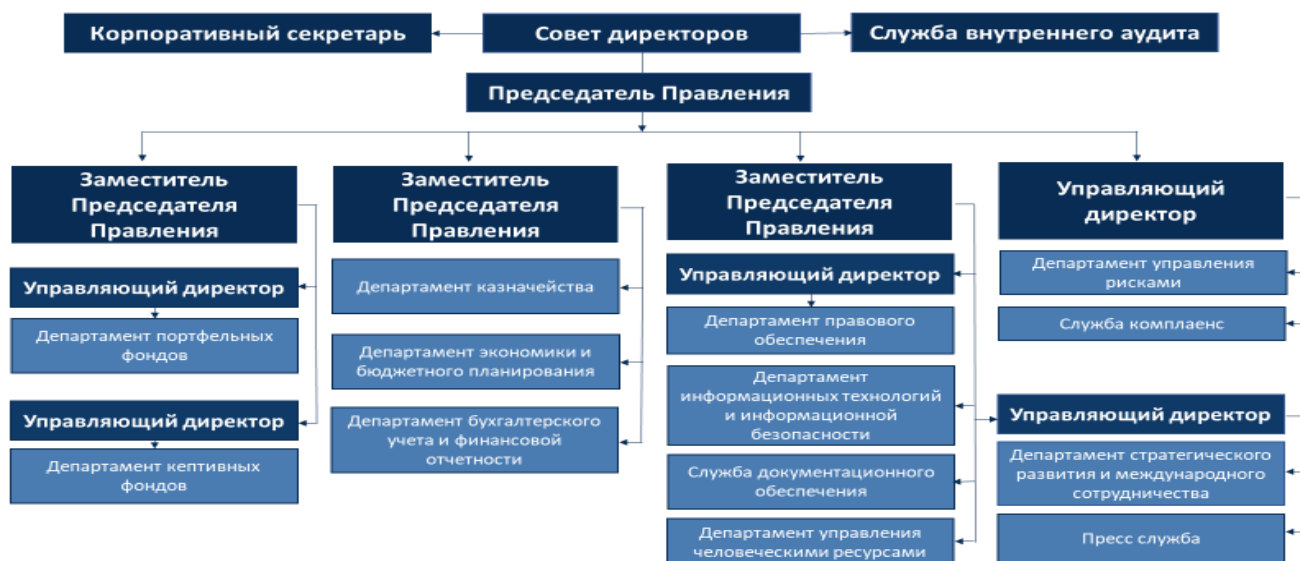 Корпоративный секретарь
Совет директоров
Служба внутреннего аудита
Председатель Правления
Заместитель
Председателя
Правления
Управляющий директор
Департамент портфельных
фондов
Управляющий директор
Департамент кептивных
фондов
Заместитель
Председателя
Правления
Департамент казначейства
Департамент экономики и
бюджетного планирования
Департамент бухгалтерского
учета и финансовой
отчетности
Заместитель
Председателя
Правления
Управляющий директор
Департамент правового
обеспечения
Департамент
информационных технологий
и информационной
безопасности
Служба документационного
обеспечения
Департамент управления
человеческими ресурсами
Управляющий
директор
Департамент управления
рисками
Служба комплаенс
Управляющий директор
Департамент стратегического
развития и международного
сотрудничества
Пресс служба